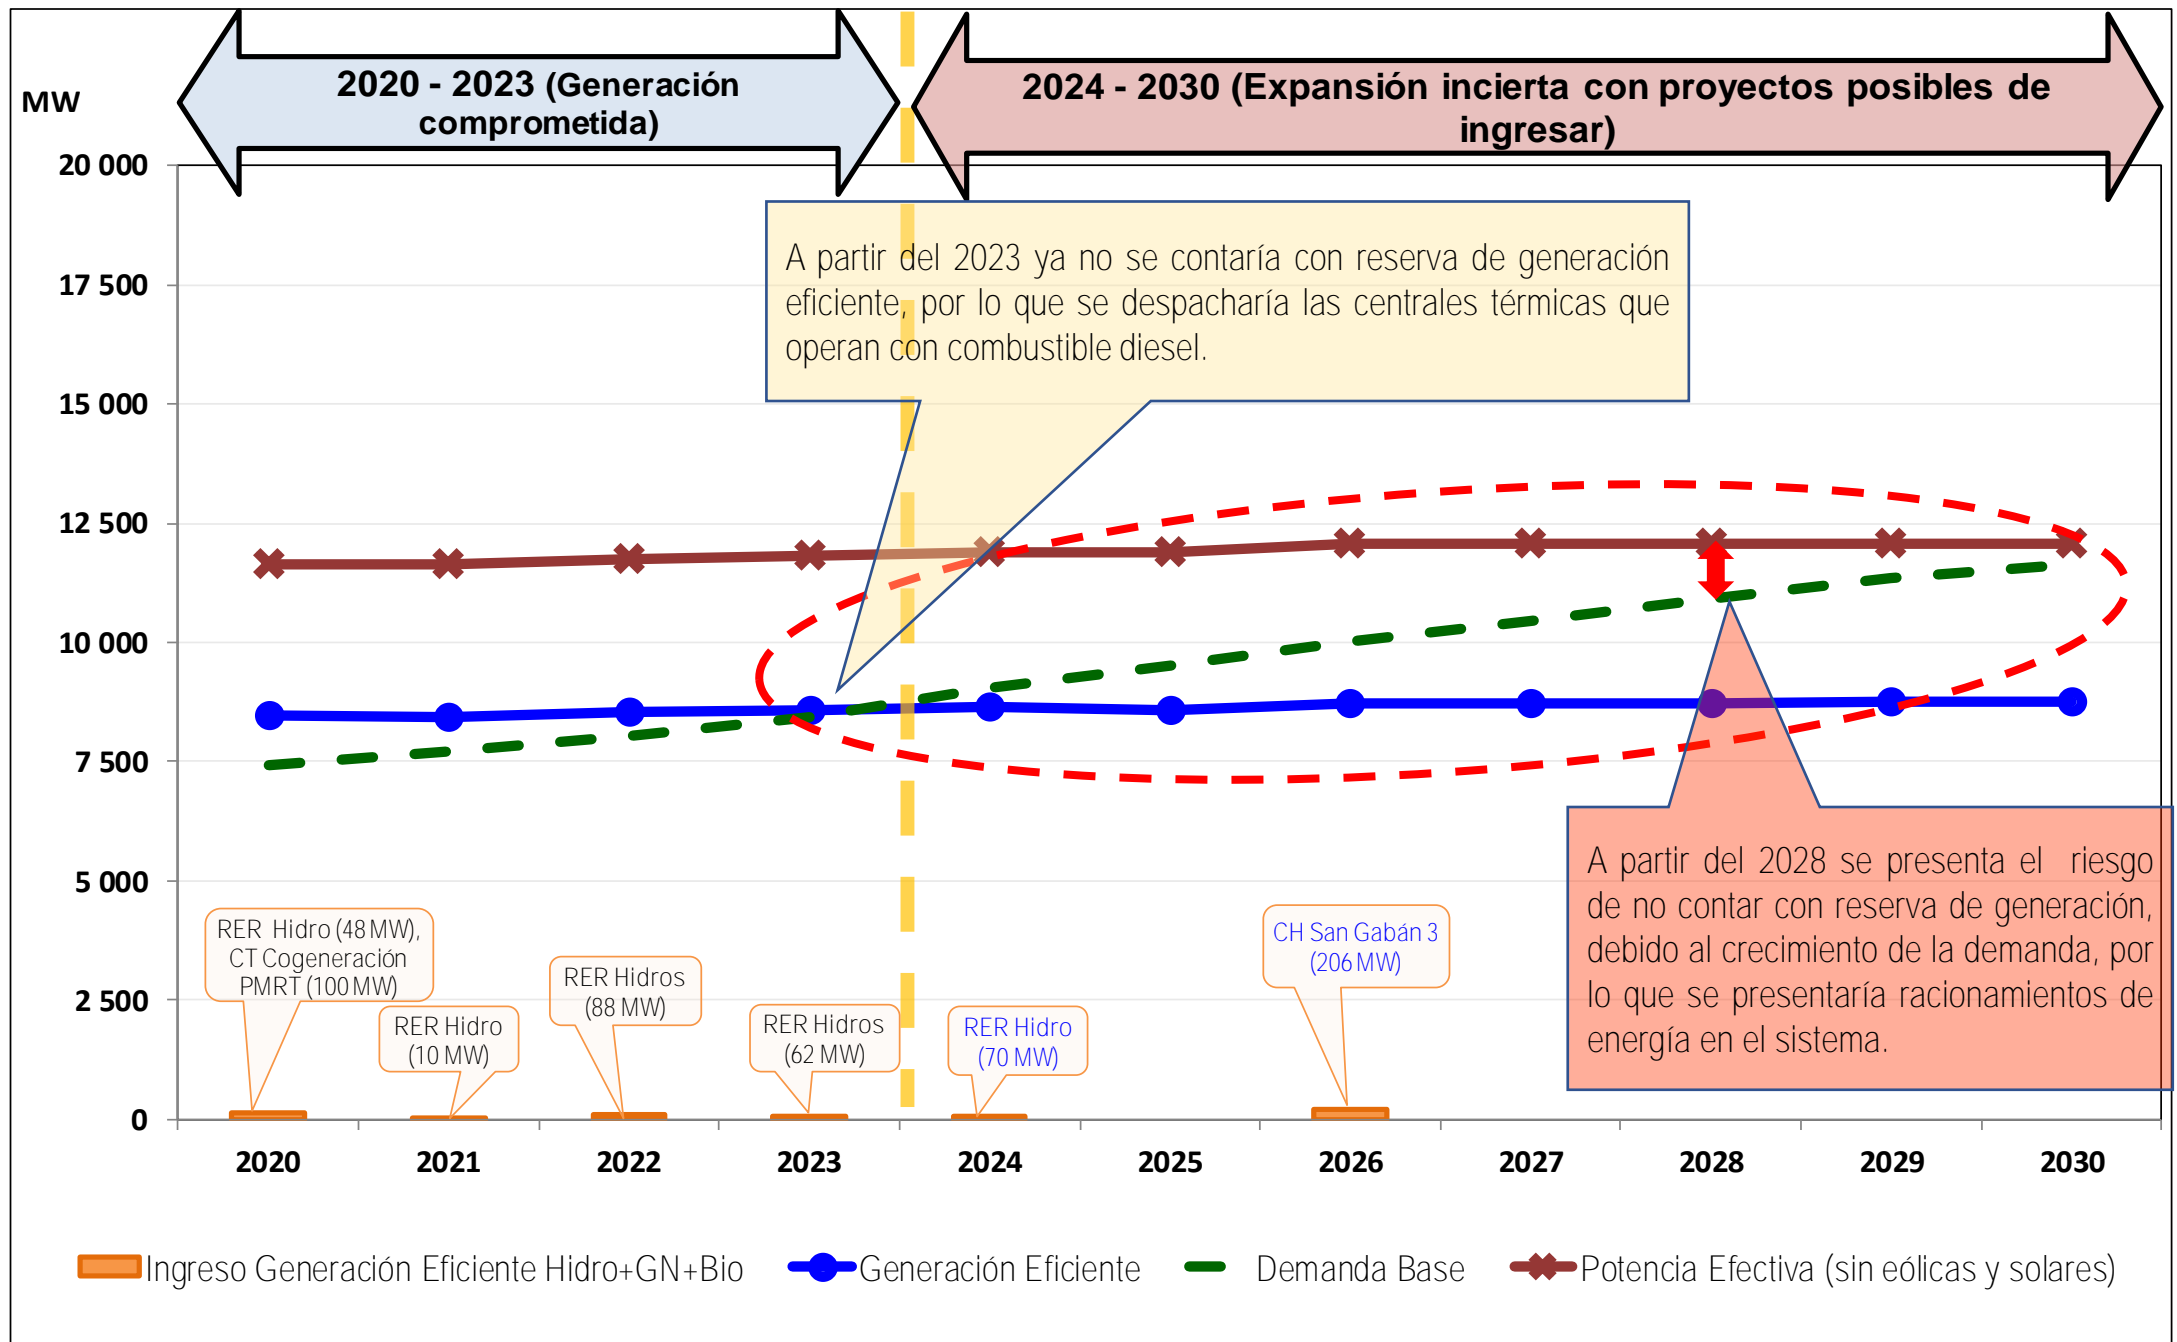 2020 - 2023 (Generación
comprometida)
2024 - 2030 (Expansión incierta con proyectos posibles de
ingresar)
MW
20 000
17 500
15 000
12 500
10 000
7 500
5 000
2 500
0
A partir del 2023 ya no se contaría con reserva de generación
eficiente, por lo que se despacharía las centrales térmicas que
operan con combustible diesel.
A partir del 2028 se presenta el riesgo
de no contar con reserva de generación,
debido al crecimiento de la demanda, por
lo que se presentaría racionamientos de
energía en el sistema.
RER Hidro (48 MW),
CT Cogeneración
PMRT (100 MW)
RER Hidro
(10 MW)
RER Hidros
(88 MW)
RER Hidros
(62 MW)
RER Hidro
(70 MW)
CH San Gabán 3
(206 MW)
2020 2021 2022 2023 2024 2025 2026 2027 2028 2029 2030
Ingreso Generación Eficiente Hidro+GN+Bio Generación Eficiente Demanda Base Potencia Efectiva (sin eólicas y solares)